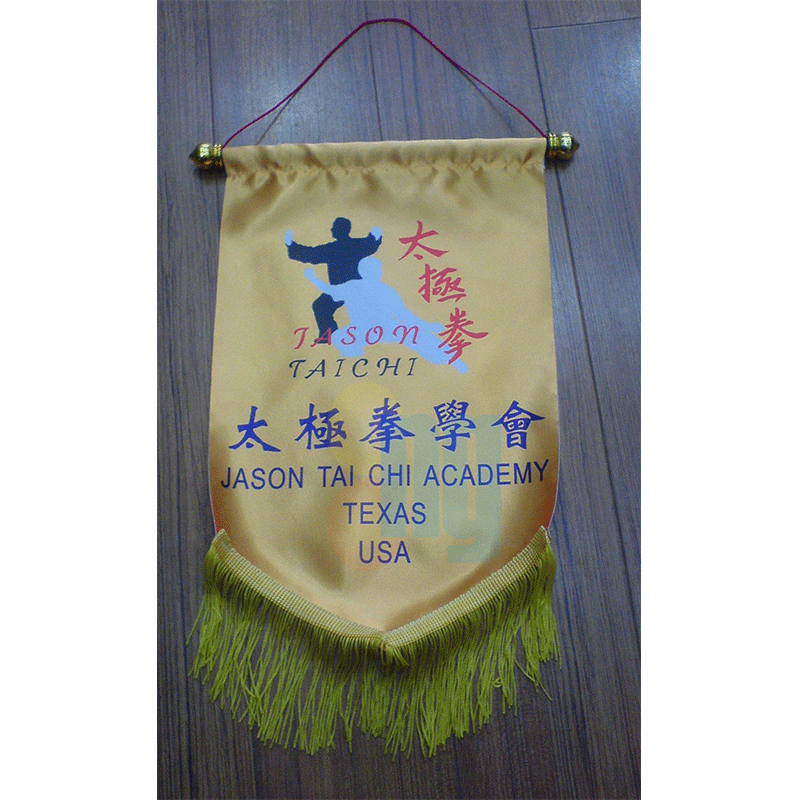 太極拳
JASON
TAICHI
太極拳學會
JASON TAI CHI ACADEMY
TEXAS
USA